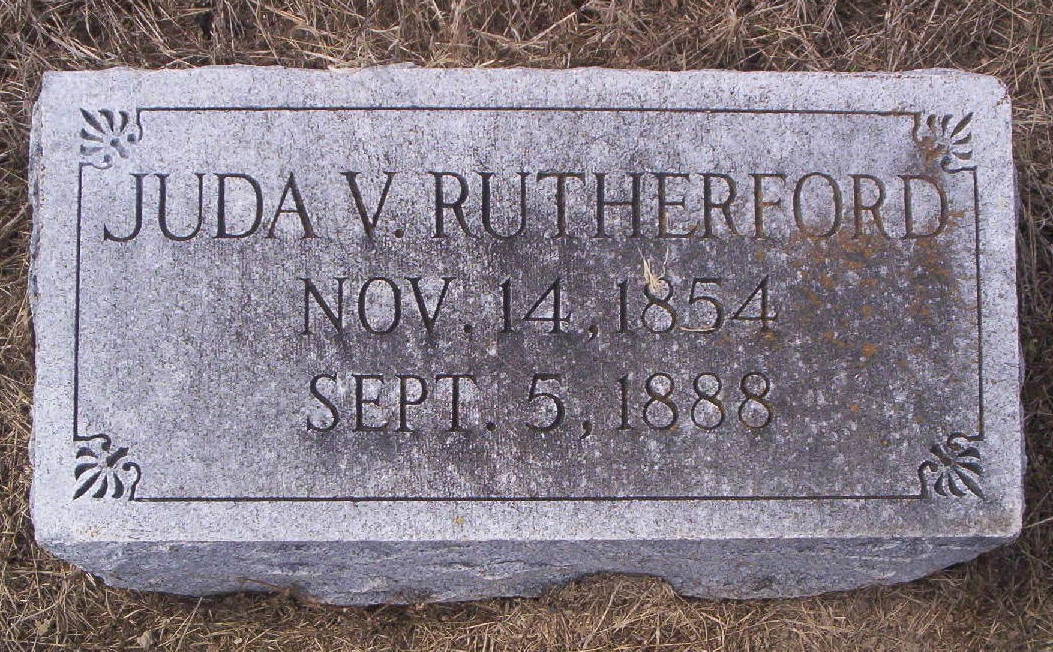 JUDA V. RUTHERFORD
NOV. 14, 1854
SEPT. 5, 1888